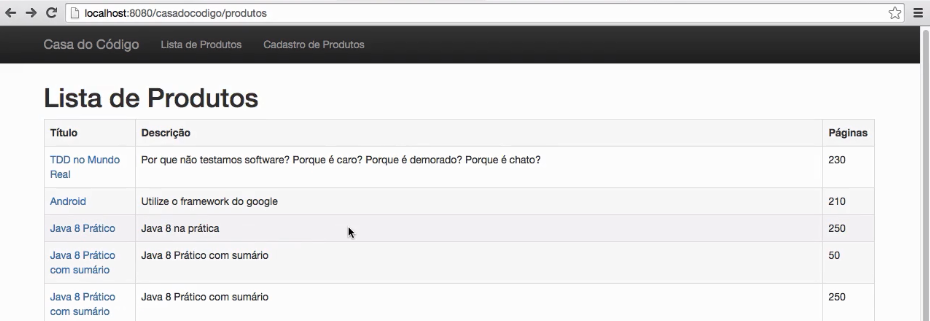 localhost:8080/casadocodigo/produtos
Casa do Código Lista de Produtos Cadastro de Produtos
Lista de Produtos
Título Descrição Páginas
TDD no Mundo Real Por que não testamos software? Porque é caro? Porque é demorado? Porque é chato? 230
Android Utilize o framework do google 210
Java 8 Prático Java 8 na prática 250
Java 8 Prático com sumário Java 8 Prático com sumário 50
Java 8 Prático com sumário Java 8 Prático com sumário 250